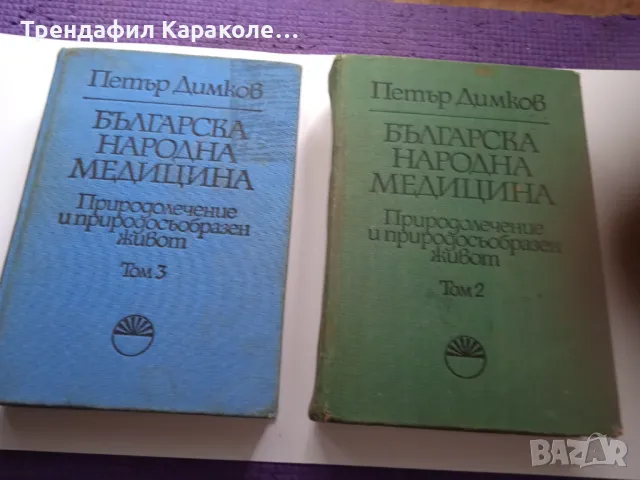 Трендафил Караколе...
Петър Димков
БЪЛГАРСКА
НАРОДНА
МЕДИЦИНА
Природолечение
и природосъобразен
живот
Том 3
Петър Димков
БЪЛГАРСКА
НАРОДНА
МЕДИЦИНА
Природолечение
и природосъобразен
живот
Том 2
BAZAR